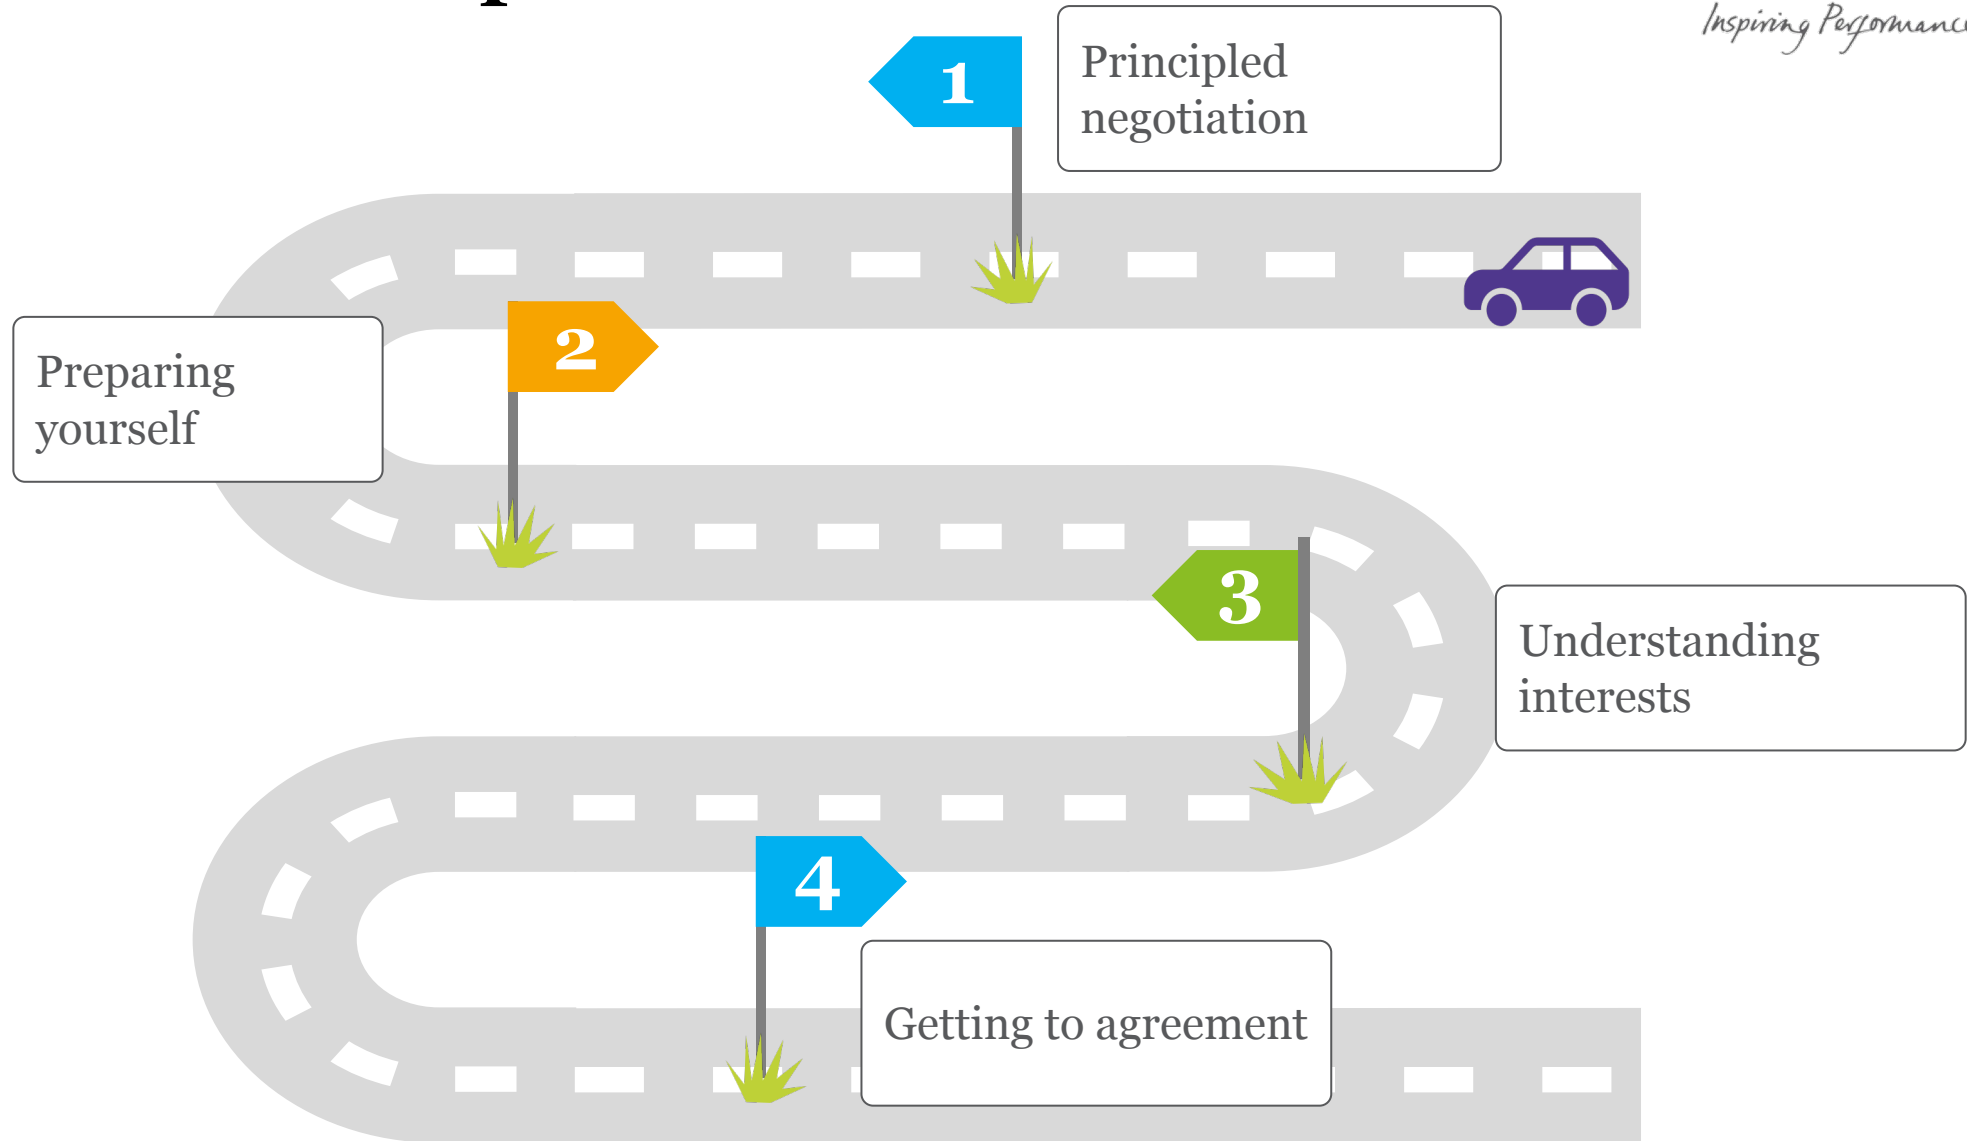 Inspiring Performance
1
Principled
negotiation
2
Preparing
yourself
3
Understanding
interests
4
Getting to agreement